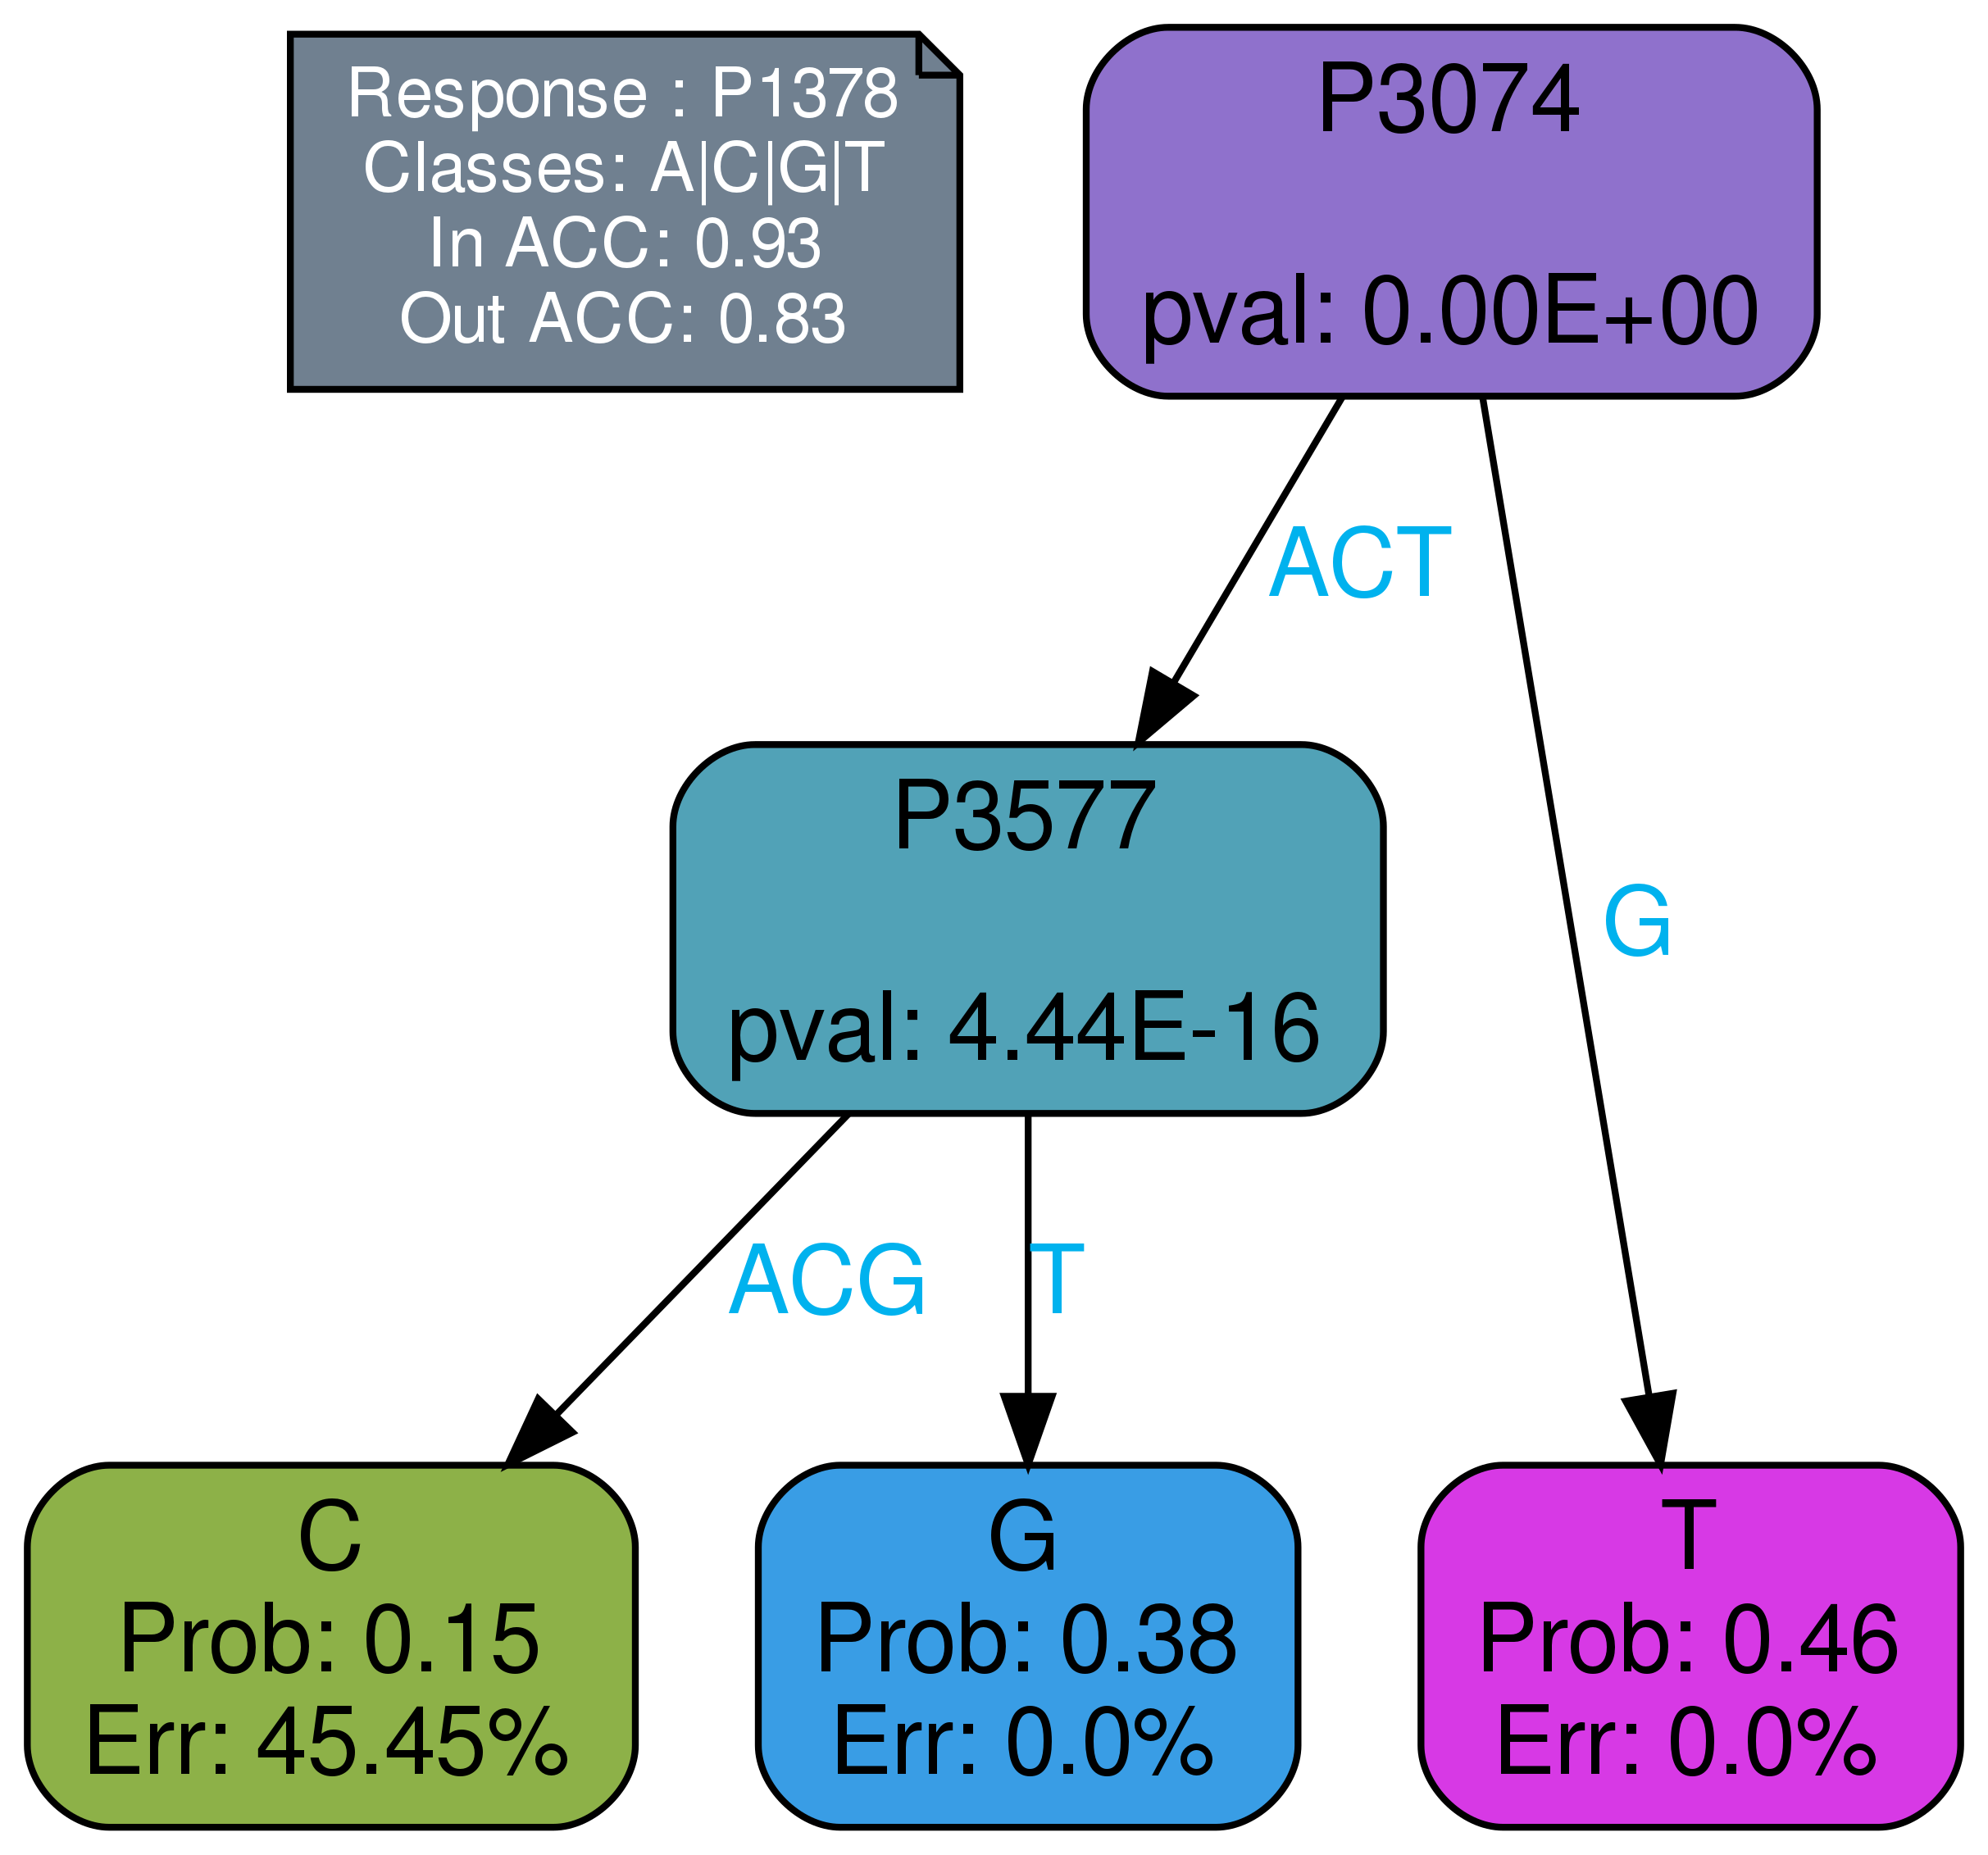 Response : P1378
Classes: A|C|G|T
In ACC: 0.93
Out ACC: 0.83
P3074
pval: 0.00E+00
ACT
G
P3577
pval: 4.44E-16
ACG
T
C
Prob: 0.15
Err: 45.45%
G
Prob: 0.38
Err: 0.0%
T
Prob: 0.46
Err: 0.0%